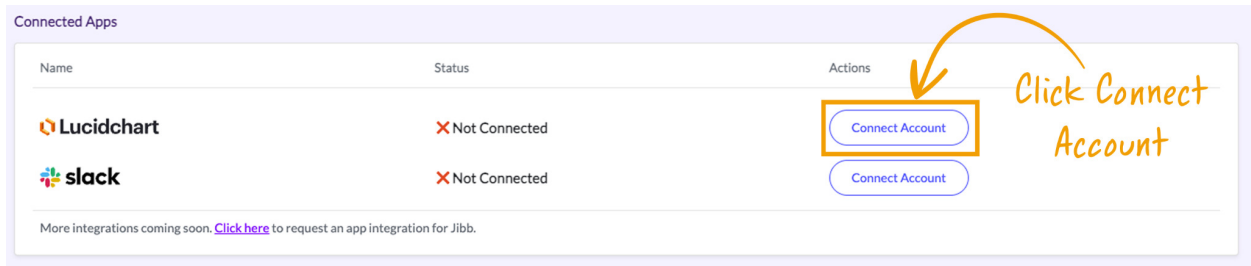 Connected Apps
Name Status Actions
Click Connect
Account
Lucidchart ❌ Not Connected Connect Account
slack ❌ Not Connected Connect Account
More integrations coming soon. Click here to request an app integration for Jibb.